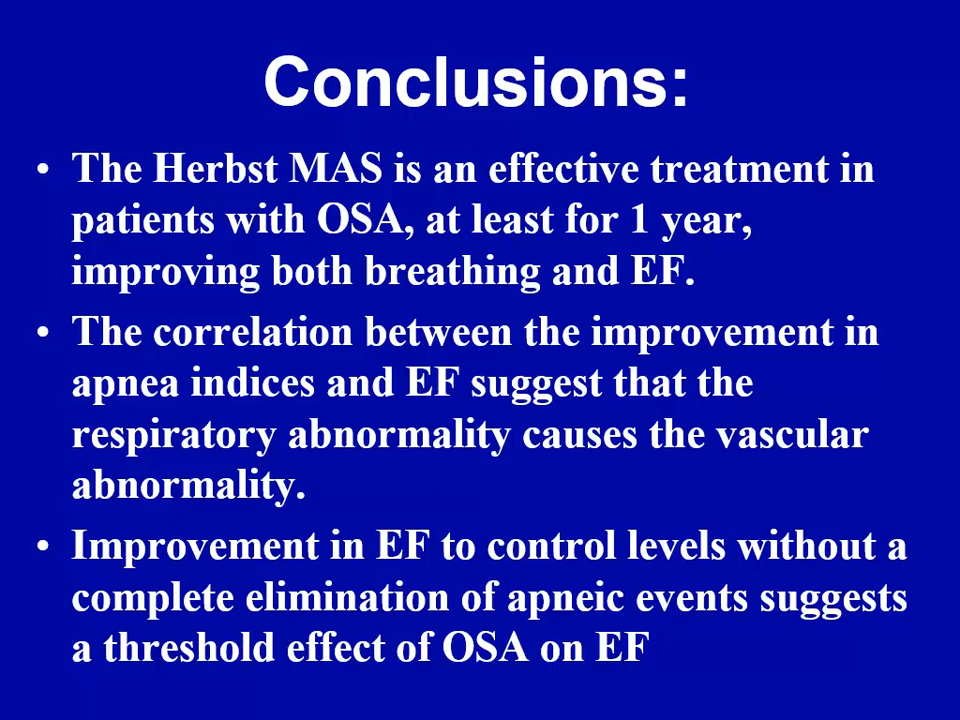 Conclusions:
• The Herbst MAS is an effective treatment in
patients with OSA, at least for 1 year,
improving both breathing and EF.
• The correlation between the improvement in
apnea indices and EF suggest that the
respiratory abnormality causes the vascular
abnormality.
• Improvement in EF to control levels without a
complete elimination of apneic events suggests
a threshold effect of OSA on EF